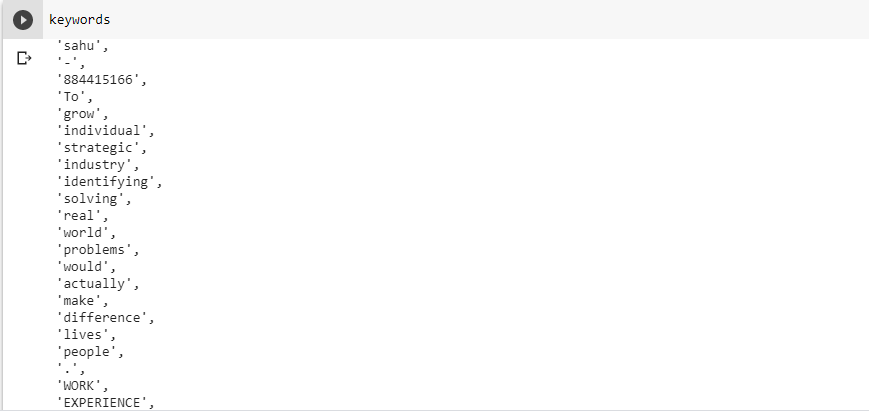 keywords
'sahu',
'-',
'884415166',
'To',
'grow',
'individual',
'strategic',
'industry',
'identifying',
'solving',
'real',
'world',
'problems',
'would',
'actually',
'make',
'difference',
'lives',
'people',
'.',
'WORK',
'EXPERIENCE',